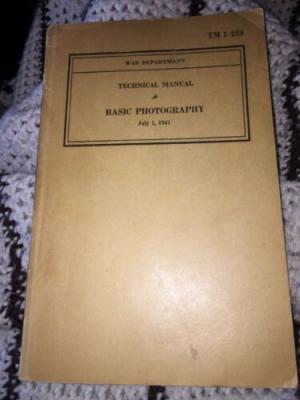 TM 1-219
WAR DEPARTMENT
TECHNICAL MANUAL
BASIC PHOTOGRAPHY
July 1, 1941